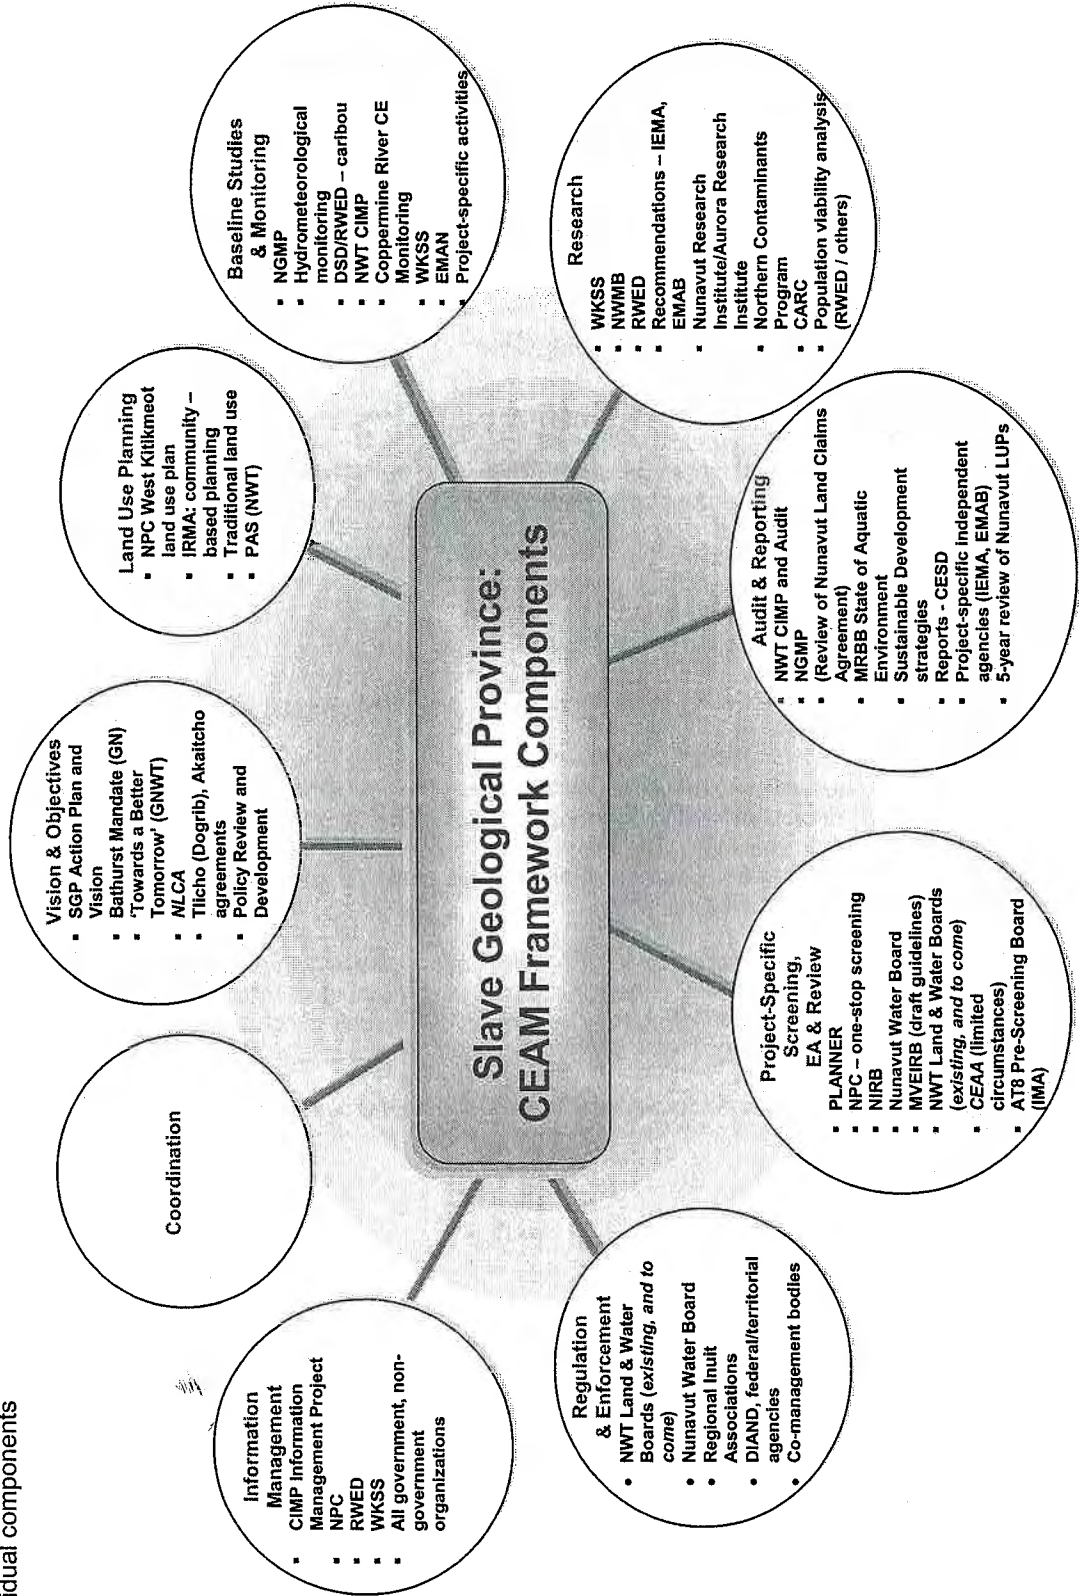 idual components
Slave Geological Province:
CEAM Framework Components
Information
Management
▪ CIMP Information
Management Project
▪ NPC
▪ RWED
▪ WKSS
▪ All government, non-
government
organizations
Coordination
Vision & Objectives
▪ SGP Action Plan and
Vision
▪ Bathurst Mandate (GN)
▪ 'Towards a Better
Tomorrow' (GNWT)
▪ NLCA
▪ Tlicho (Dogrib), Akaitcho
agreements
▪ Policy Review and
Development
Land Use Planning
▪ NPC West Kitikmeot
land use plan
▪ IRMA: community –
based planning
▪ Traditional land use
▪ PAS (NWT)
Baseline Studies
& Monitoring
▪ NGMP
▪ Hydrometeorological
monitoring
▪ DSD/RWED – caribou
▪ NWT CIMP
▪ Coppermine River CE
Monitoring
▪ WKSS
▪ EMAN
▪ Project-specific activities
Regulation
& Enforcement
• NWT Land & Water
Boards (existing, and to
come)
• Nunavut Water Board
• Regional Inuit
Associations
• DIAND, federal/territorial
agencies
• Co-management bodies
Project-Specific
Screening,
EA & Review
▪ PLANNER
▪ NPC – one-stop screening
▪ NIRB
▪ Nunavut Water Board
▪ MVEIRB (draft guidelines)
▪ NWT Land & Water Boards
(existing, and to come)
▪ CEAA (limited
circumstances)
▪ AT8 Pre-Screening Board
(IMA)
Audit & Reporting
▪ NWT CIMP and Audit
▪ NGMP
▪ (Review of Nunavut Land Claims
Agreement)
▪ MRBB State of Aquatic
Environment
▪ Sustainable Development
strategies
▪ Reports - CESD
▪ Project-specific independent
agencies (IEMA, EMAB)
▪ 5-year review of Nunavut LUPs
Research
▪ WKSS
▪ NWMB
▪ RWED
▪ Recommendations – IEMA,
EMAB
▪ Nunavut Research
Institute/Aurora Research
Institute
▪ Northern Contaminants
Program
▪ CARC
▪ Population viability analysis
(RWED / others)